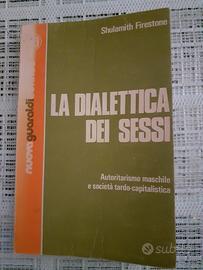 Shulamith Firestone
LA DIALETTICA
DEI SESSI
Autoritarismo maschile
e società tardo-capitalistica
nuova guaraldi
subito